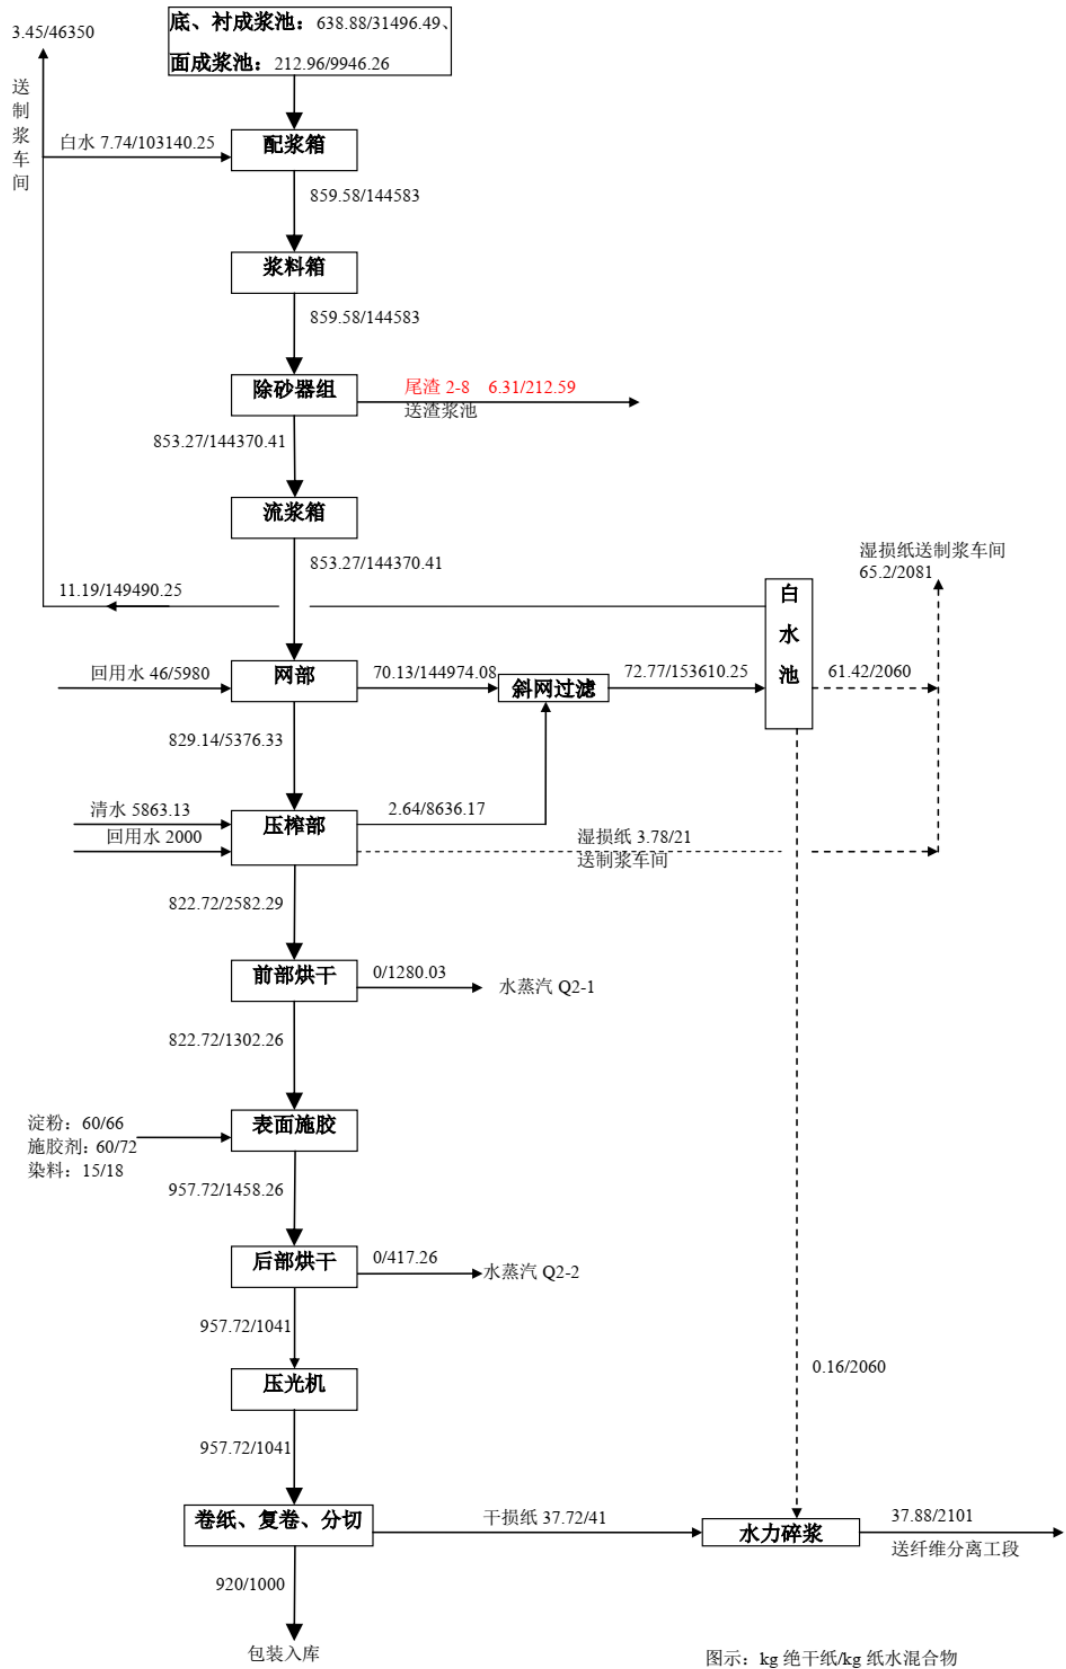 3.45/46350
底、衬成浆池：638.88/31496.49、
面成浆池：212.96/9946.26
送制浆车间
白水 7.74/103140.25
配浆箱
859.58/144583
浆料箱
859.58/144583
除砂器组
尾渣 2-8 6.31/212.59
送渣浆池
853.27/144370.41
流浆箱
853.27/144370.41
湿损纸送制浆车间
65.2/2081
11.19/149490.25
白水池
回用水 46/5980
网部
70.13/144974.08
斜网过滤
72.77/153610.25
61.42/2060
829.14/5376.33
清水 5863.13
回用水 2000
压榨部
2.64/8636.17
湿损纸 3.78/21
送制浆车间
822.72/2582.29
前部烘干
0/1280.03
水蒸汽 Q2-1
822.72/1302.26
淀粉：60/66
施胶剂：60/72
染料：15/18
表面施胶
957.72/1458.26
后部烘干
0/417.26
水蒸汽 Q2-2
957.72/1041
0.16/2060
压光机
957.72/1041
卷纸、复卷、分切
干损纸 37.72/41
水力碎浆
37.88/2101
送纤维分离工段
920/1000
包装入库
图示：kg 绝干纸/kg 纸水混合物